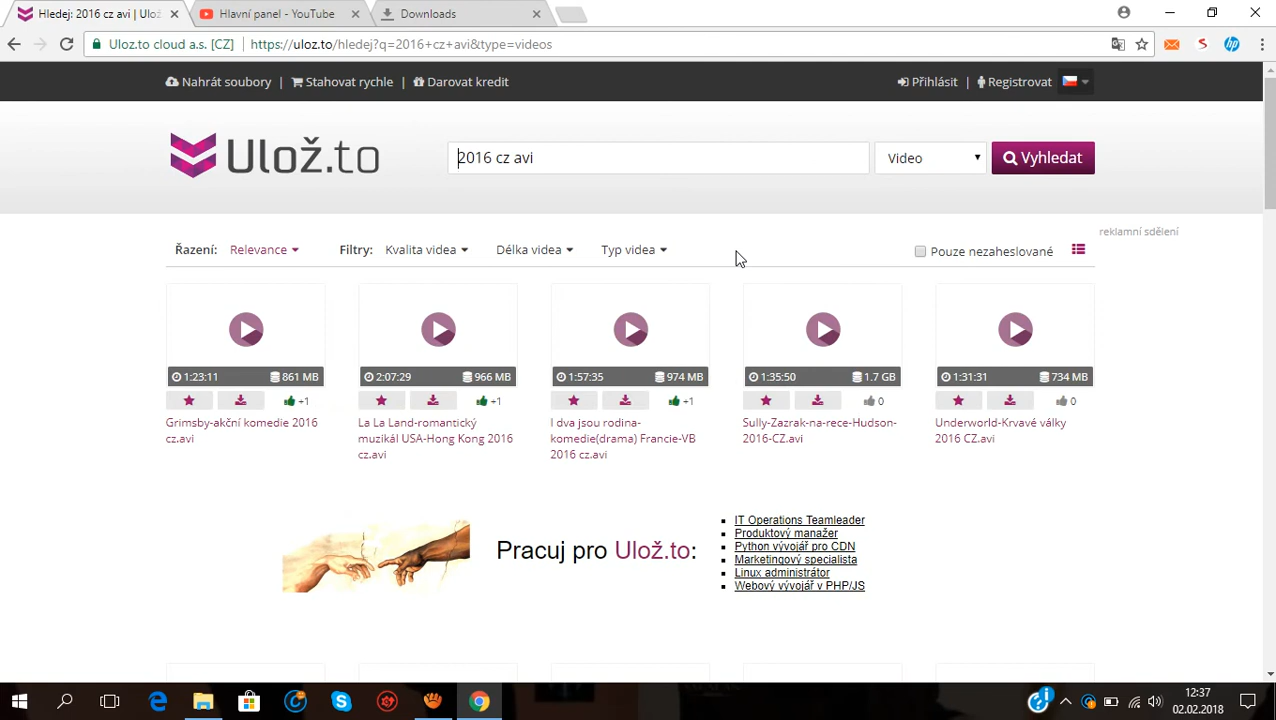 Hledej: 2016 cz avi | Ulož
Hlavní panel - YouTube
Downloads
Uloz.to cloud a.s. [CZ] https://uloz.to/hledej?q=2016+cz+avi&type=videos
Nahrát soubory | Stahovat rychle | Darovat kredit
Přihlásit | Registrovat
Ulož.to
2016 cz avi
Video
Vyhledat
reklamní sdělení
Řazení: Relevance
Filtry: Kvalita videa Délka videa Typ videa
Pouze nezaheslované
1:23:11 861 MB
2:07:29 966 MB
1:57:35 974 MB
1:35:50 1.7 GB
1:31:31 734 MB
+1
+1
+1
0
0
Grimsby-akční komedie 2016
cz.avi
La La Land-romantický
muzikál USA-Hong Kong 2016
cz.avi
I dva jsou rodina-
komedie(drama) Francie-VB
2016 cz.avi
Sully-Zazrak-na-rece-Hudson-
2016-CZ.avi
Underworld-Krvavé války
2016 CZ.avi
Pracuj pro Ulož.to:
IT Operations Teamleader
Produktový manažer
Python vývojář pro CDN
Marketingový specialista
Linux administrátor
Webový vývojář v PHP/JS
12:37
02.02.2018